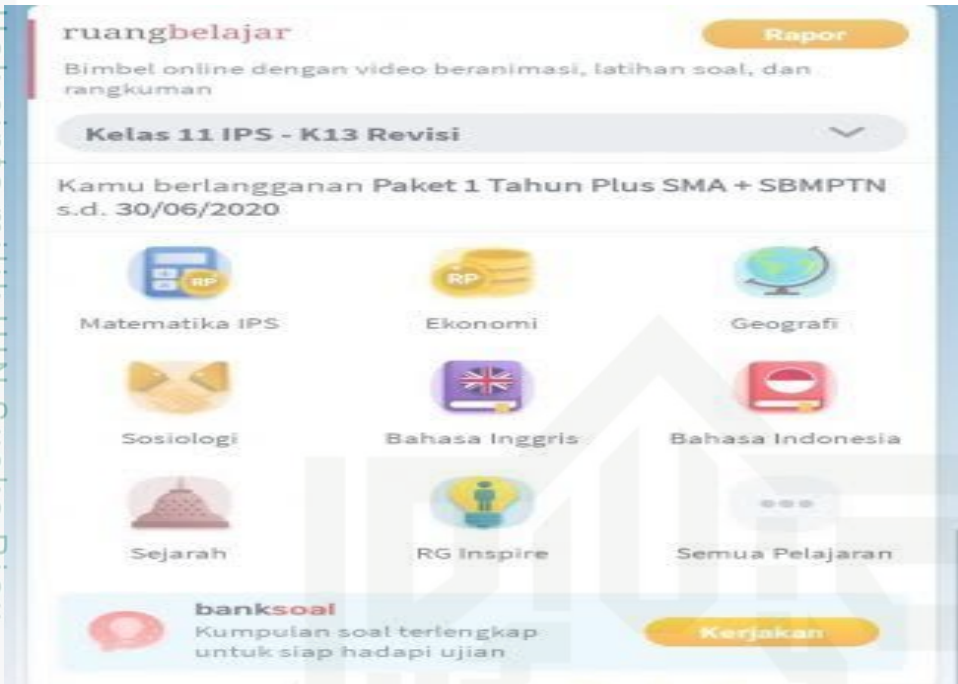 ruangbelajar
Rapor
Bimbel online dengan video beranimasi, latihan soal, dan
rangkuman
Kelas 11 IPS - K13 Revisi
Kamu berlangganan Paket 1 Tahun Plus SMA + SBMPTN
s.d. 30/06/2020
RP
RP
Matematika IPS
Ekonomi
Geografi
Sosiologi
Bahasa Inggris
Bahasa Indonesia
Sejarah
RG Inspire
Semua Pelajaran
banksoal
Kumpulan soal terlengkap
untuk siap hadapi ujian
Kerjakan